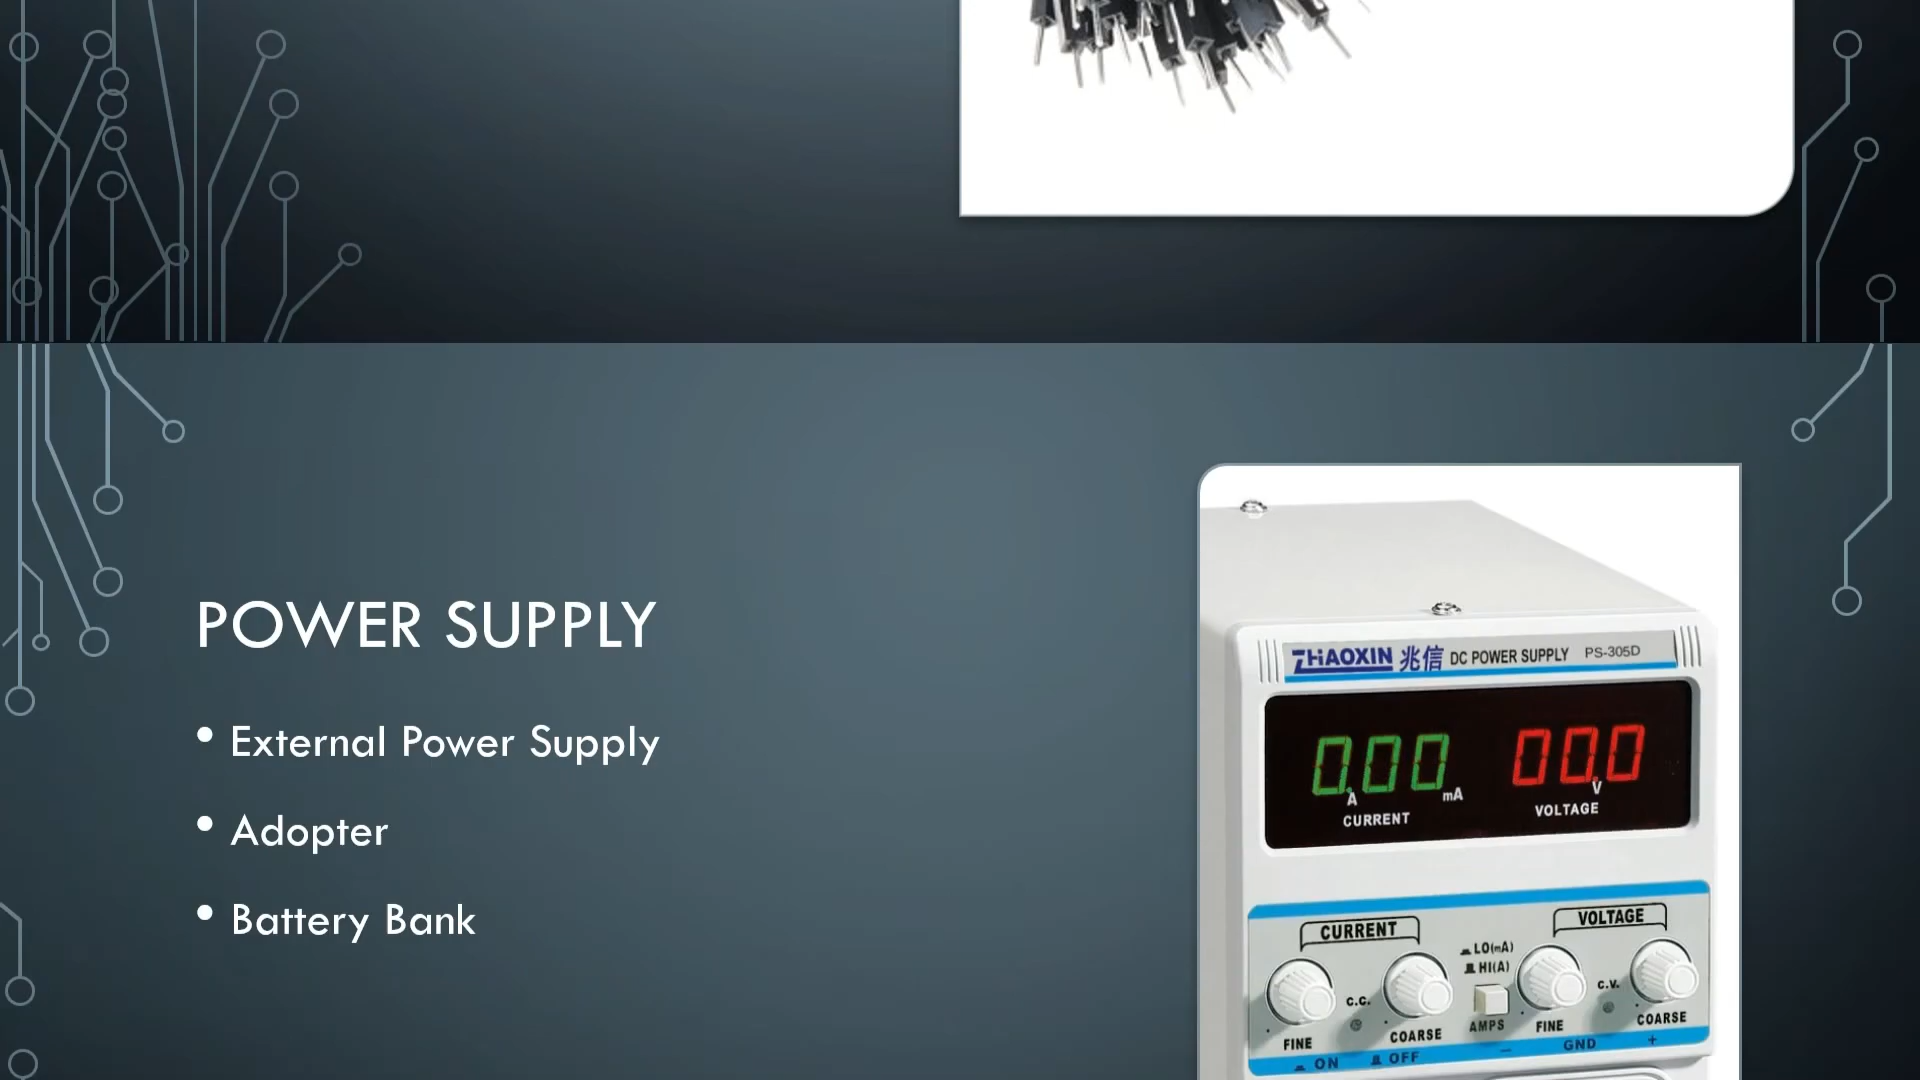 POWER SUPPLY
• External Power Supply
• Adopter
• Battery Bank
ZHAOXIN 兆信 DC POWER SUPPLY PS-305D
0.00 00.0
A mA V
CURRENT VOLTAGE
CURRENT VOLTAGE
LO(mA)
HI(A)
C.C. C.V.
FINE COARSE AMPS FINE COARSE
ON OFF − GND +